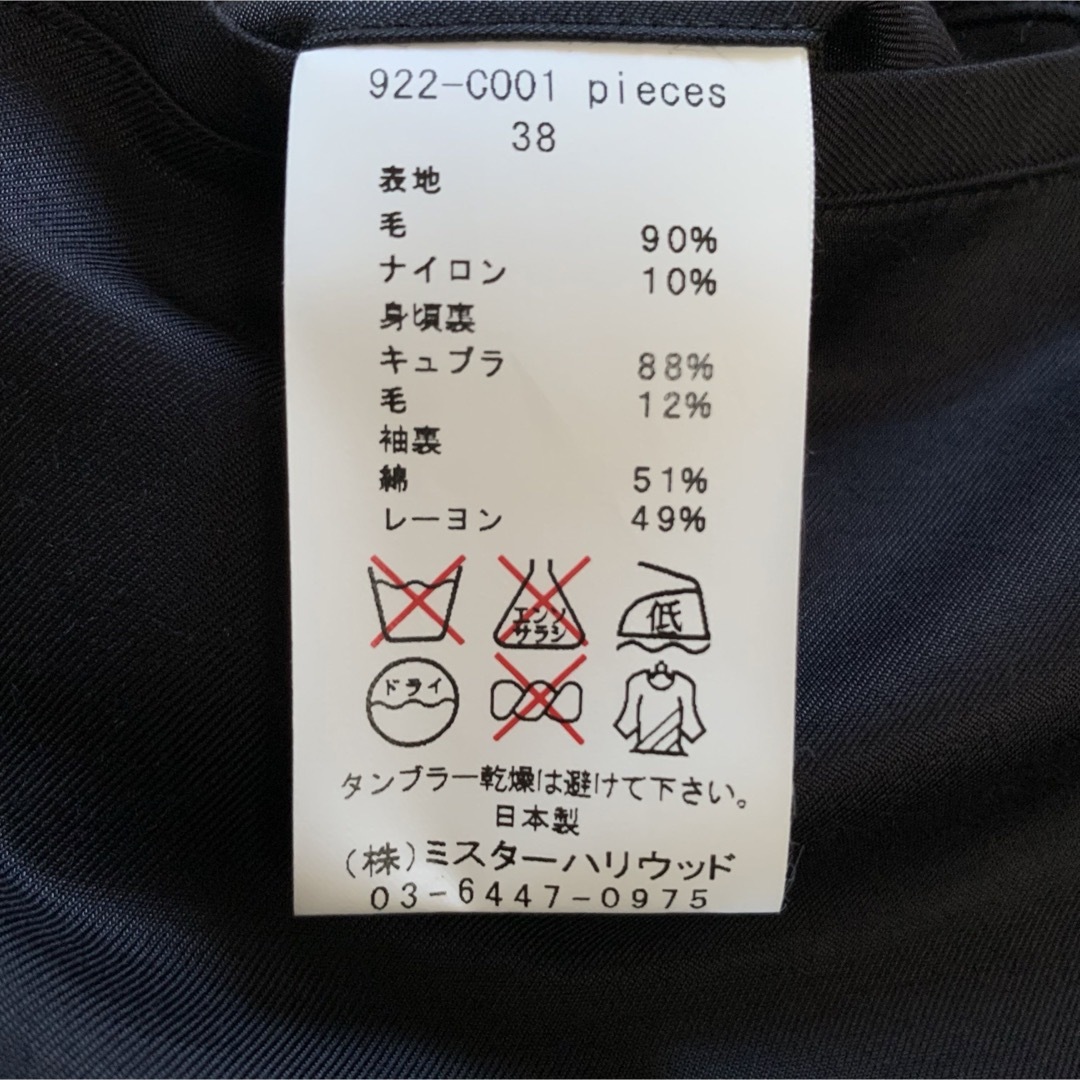 922-C001 pieces
38
表地
毛 90%
ナイロン 10%
身頃裏
キュプラ 88%
毛 12%
袖裏
綿 51%
レーヨン 49%
エンソ
サラシ
低
ドライ
タンブラー乾燥は避けて下さい。
日本製
(株)ミスターハリウッド
03-6447-0975